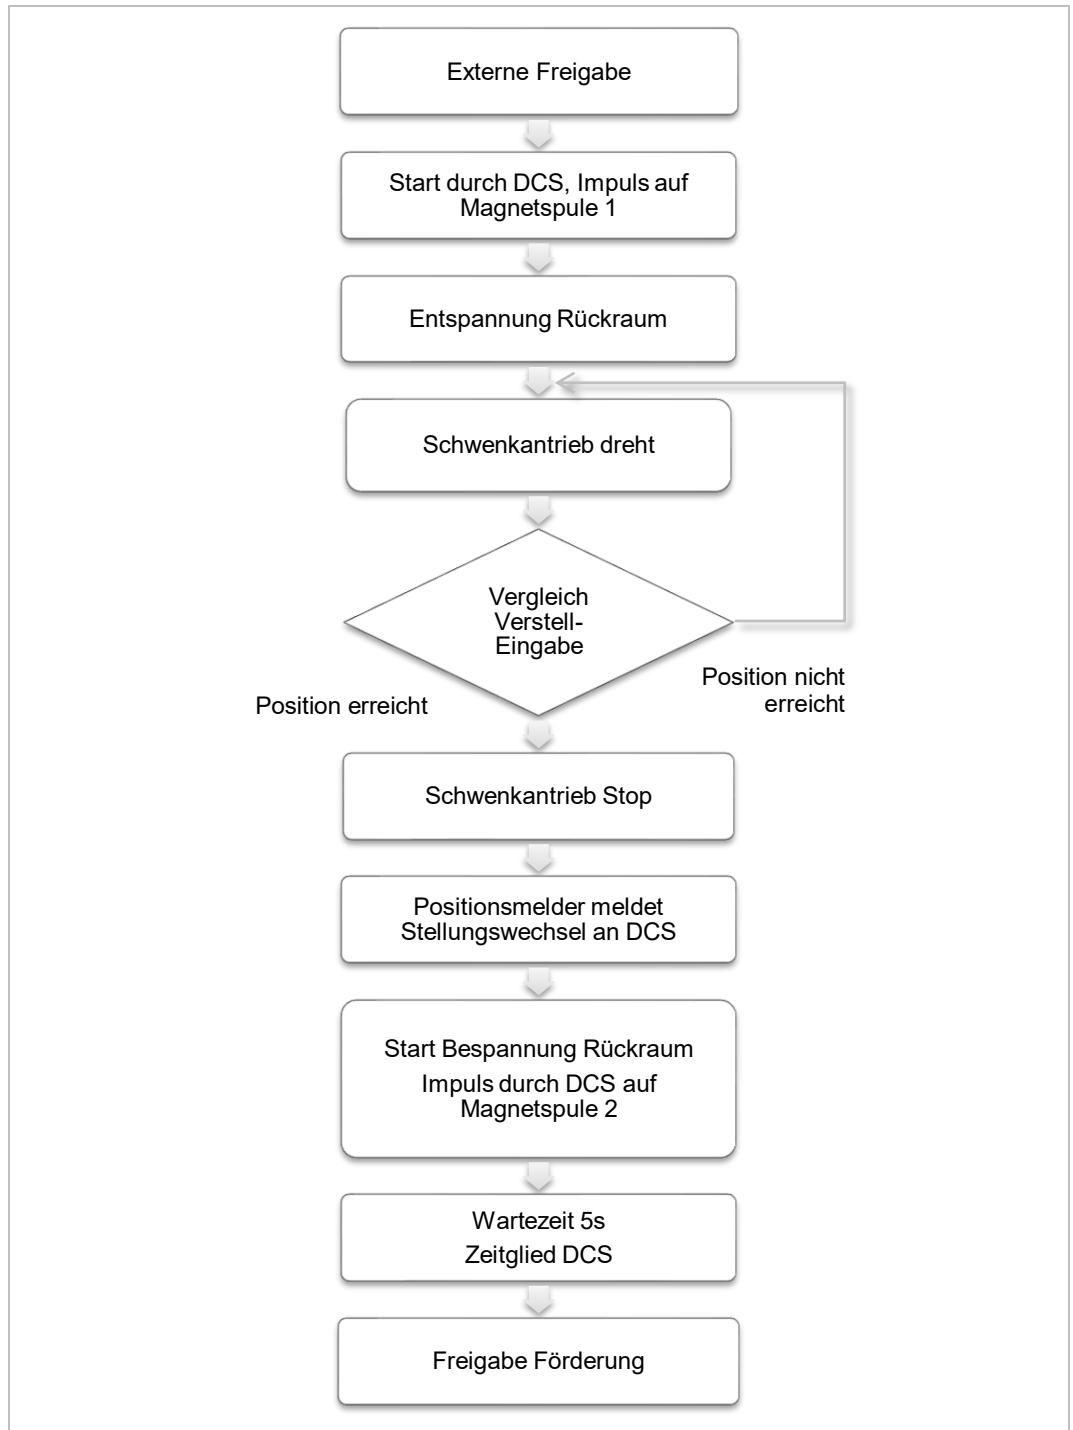 Externe Freigabe
Start durch DCS, Impuls auf
Magnetspule 1
Entspannung Rückraum
Schwenkantrieb dreht
Vergleich
Verstell-
Eingabe
Position nicht
erreicht
Position erreicht
Schwenkantrieb Stop
Positionsmelder meldet
Stellungswechsel an DCS
Start Bespannung Rückraum
Impuls durch DCS auf
Magnetspule 2
Wartezeit 5s
Zeitglied DCS
Freigabe Förderung